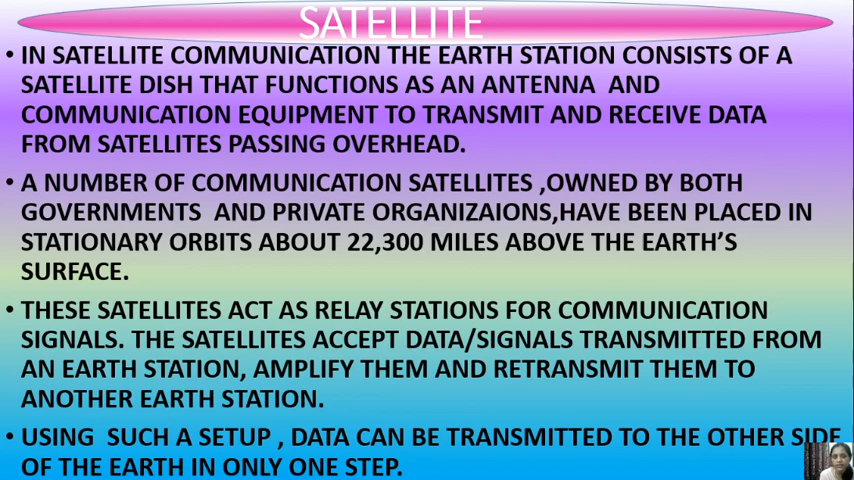 SATELLITE
• IN SATELLITE COMMUNICATION THE EARTH STATION CONSISTS OF A
SATELLITE DISH THAT FUNCTIONS AS AN ANTENNA AND
COMMUNICATION EQUIPMENT TO TRANSMIT AND RECEIVE DATA
FROM SATELLITES PASSING OVERHEAD.
• A NUMBER OF COMMUNICATION SATELLITES ,OWNED BY BOTH
GOVERNMENTS AND PRIVATE ORGANIZAIONS,HAVE BEEN PLACED IN
STATIONARY ORBITS ABOUT 22,300 MILES ABOVE THE EARTH’S
SURFACE.
• THESE SATELLITES ACT AS RELAY STATIONS FOR COMMUNICATION
SIGNALS. THE SATELLITES ACCEPT DATA/SIGNALS TRANSMITTED FROM
AN EARTH STATION, AMPLIFY THEM AND RETRANSMIT THEM TO
ANOTHER EARTH STATION.
• USING SUCH A SETUP , DATA CAN BE TRANSMITTED TO THE OTHER SIDE
OF THE EARTH IN ONLY ONE STEP.